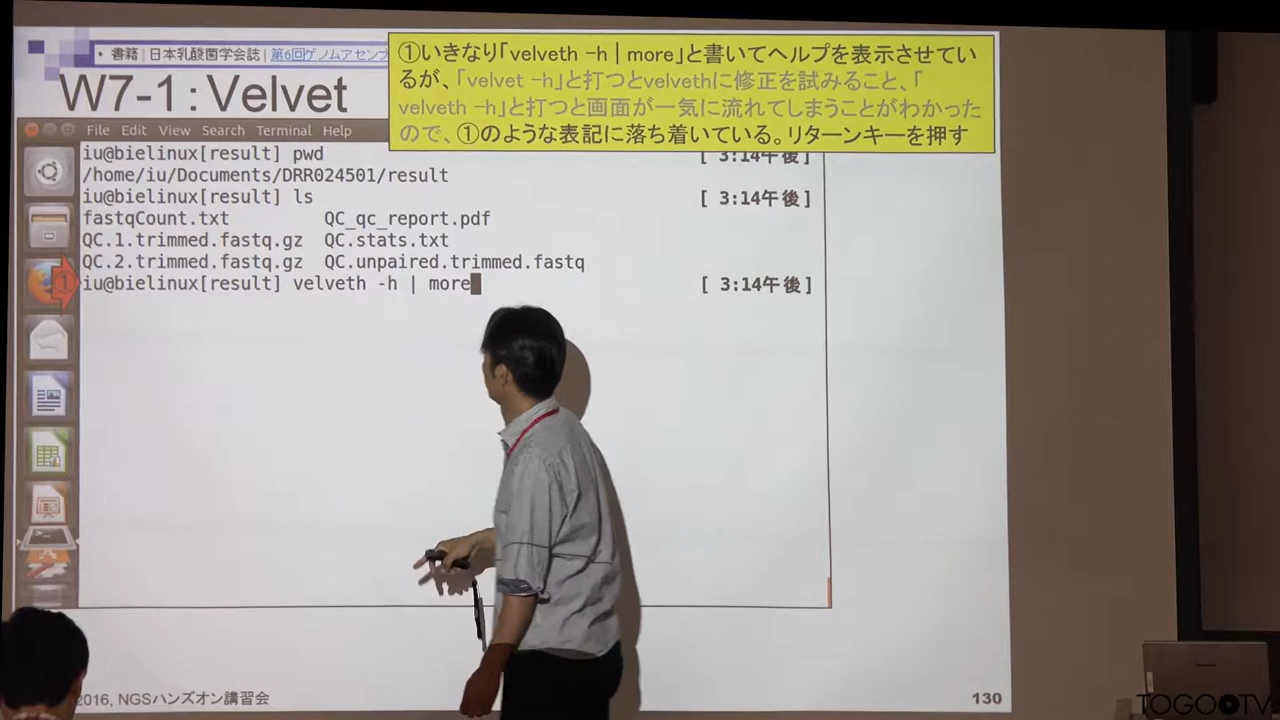 • 書籍 | 日本乳酸菌学会誌 | 第6回ゲノムアセンブ
①いきなり「velveth -h | more」と書いてヘルプを表示させてい
るが、「velvet -h」と打つとvelvethに修正を試みること、「
velveth -h」と打つと画面が一気に流れてしまうことがわかった
ので、①のような表記に落ち着いている。リターンキーを押す
W7-1：Velvet
File Edit View Search Terminal Help
iu@bielinux[result] pwd [ 3:14午後]
/home/iu/Documents/DRR024501/result
iu@bielinux[result] ls [ 3:14午後]
fastqCount.txt QC_qc_report.pdf
QC.1.trimmed.fastq.gz QC.stats.txt
QC.2.trimmed.fastq.gz QC.unpaired.trimmed.fastq
① iu@bielinux[result] velveth -h | more [ 3:14午後]
2016, NGSハンズオン講習会
130
TOGOTV